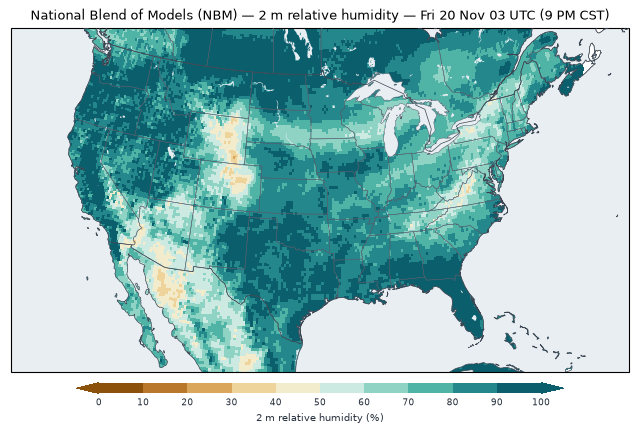 National Blend of Models (NBM) — 2 m relative humidity — Fri 20 Nov 03 UTC (9 PM CST)
0 10 20 30 40 50 60 70 80 90 100
2 m relative humidity (%)